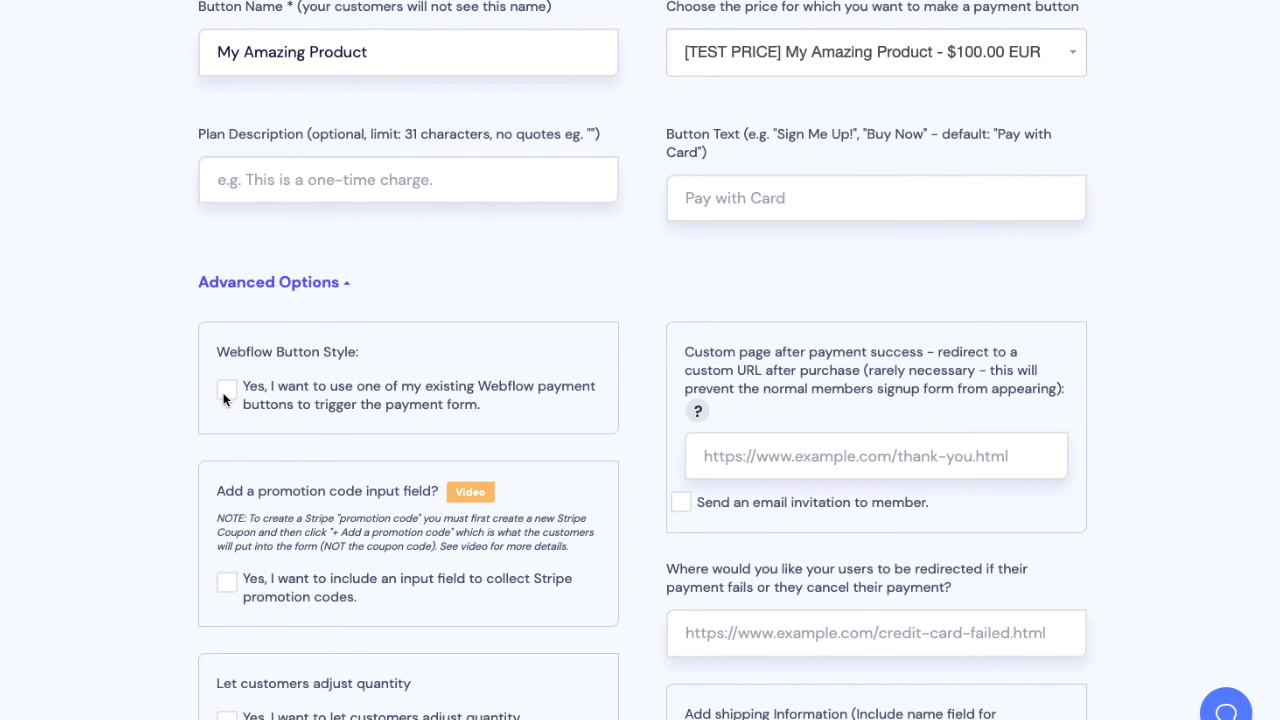 Button Name * (your customers will not see this name)
My Amazing Product
Choose the price for which you want to make a payment button
[TEST PRICE] My Amazing Product - $100.00 EUR
Plan Description (optional, limit: 31 characters, no quotes eg. "")
e.g. This is a one-time charge.
Button Text (e.g. "Sign Me Up!", "Buy Now" - default: "Pay with
Card")
Pay with Card
Advanced Options
Webflow Button Style:
Yes, I want to use one of my existing Webflow payment
buttons to trigger the payment form.
Add a promotion code input field? Video
NOTE: To create a Stripe "promotion code" you must first create a new Stripe
Coupon and then click "+ Add a promotion code" which is what the customers
will put into the form (NOT the coupon code). See video for more details.
Yes, I want to include an input field to collect Stripe
promotion codes.
Let customers adjust quantity
Yes, I want to let customers adjust quantity
Custom page after payment success - redirect to a
custom URL after purchase (rarely necessary - this will
prevent the normal members signup form from appearing):
?
https://www.example.com/thank-you.html
Send an email invitation to member.
Where would you like your users to be redirected if their
payment fails or they cancel their payment?
https://www.example.com/credit-card-failed.html
Add shipping Information (Include name field for